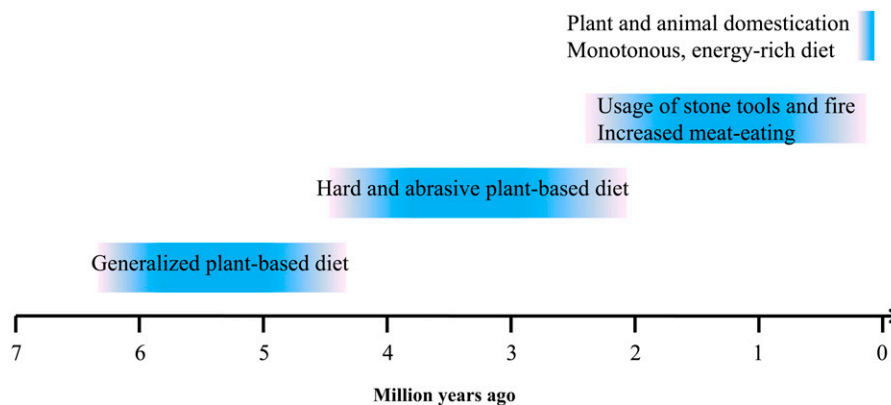 Plant and animal domestication
Monotonous, energy-rich diet
Usage of stone tools and fire
Increased meat-eating
Hard and abrasive plant-based diet
Generalized plant-based diet
7 6 5 4 3 2 1 0
Million years ago